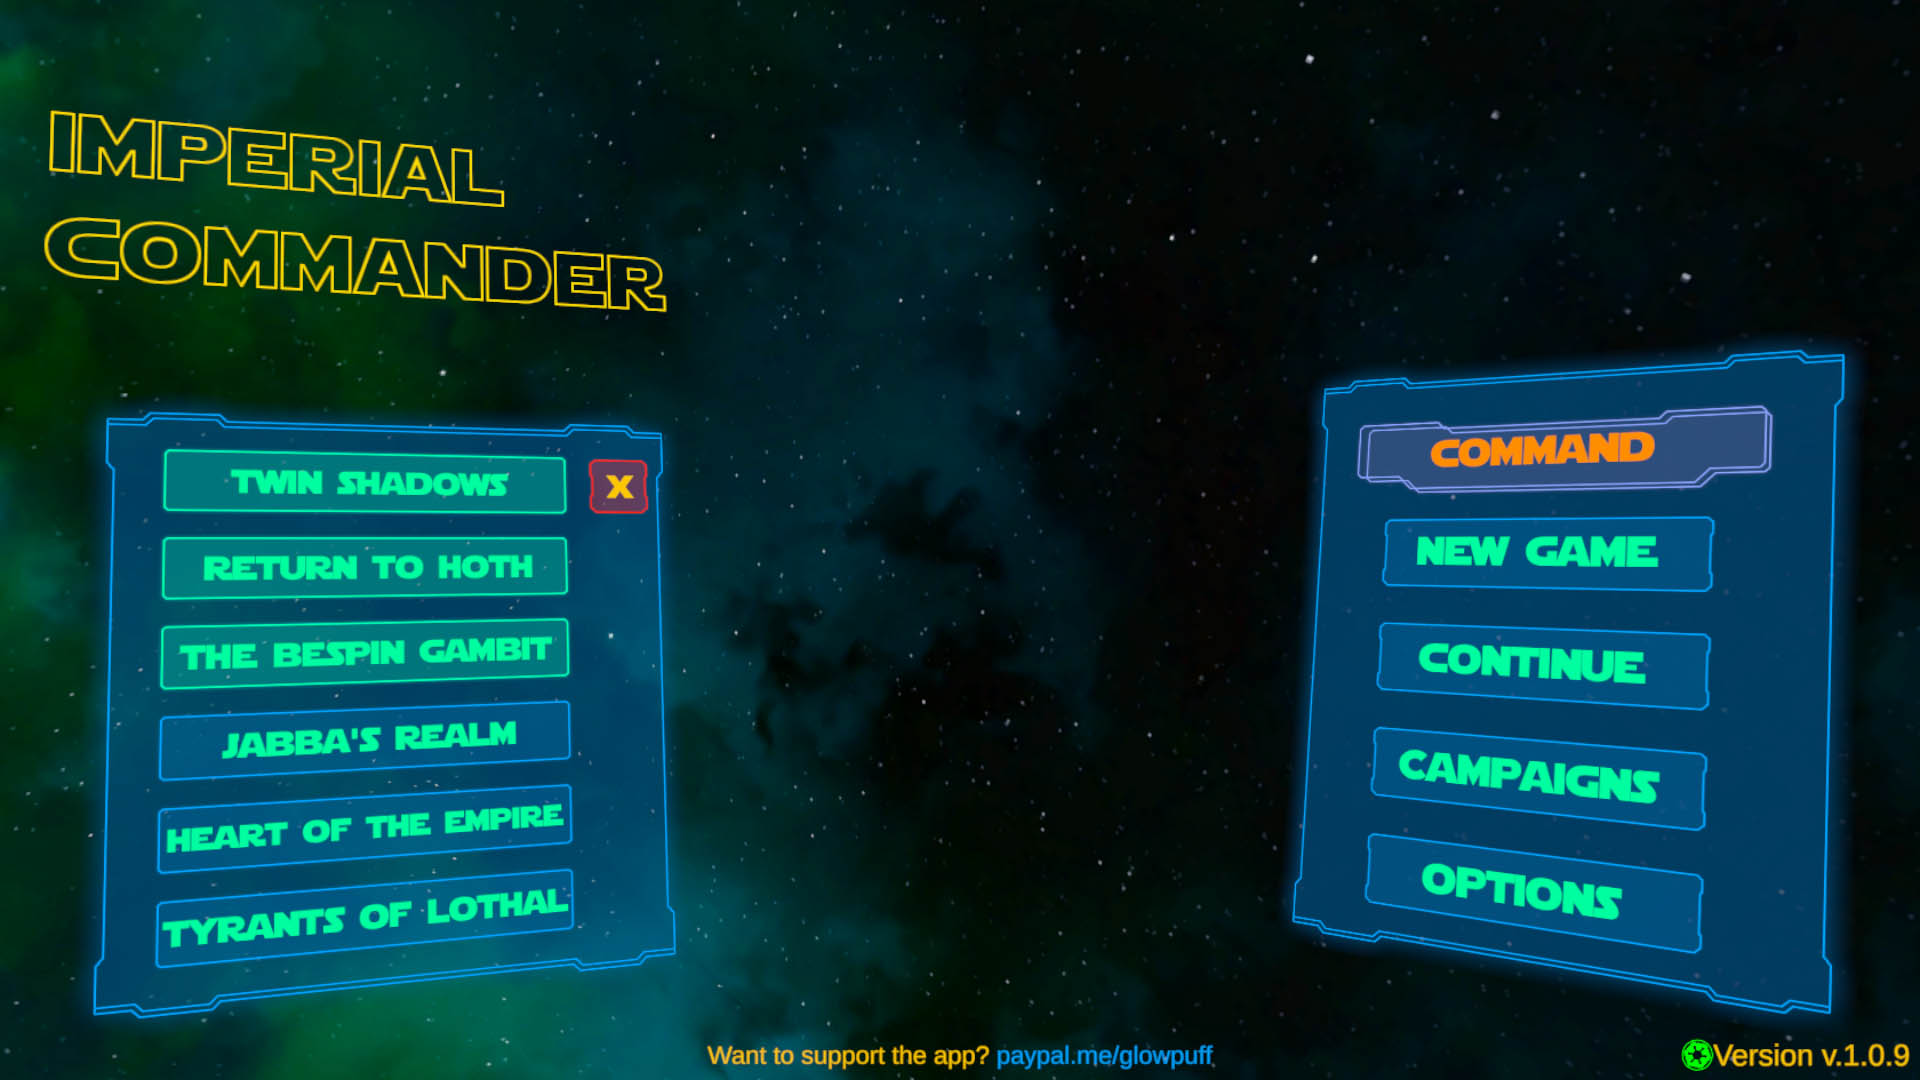 IMPERIAL
COMMANDER
TWIN SHADOWS
X
RETURN TO HOTH
THE BESPIN GAMBIT
JABBA'S REALM
HEART OF THE EMPIRE
TYRANTS OF LOTHAL
COMMAND
NEW GAME
CONTINUE
CAMPAIGNS
OPTIONS
Want to support the app? paypal.me/glowpuff
Version v.1.0.9